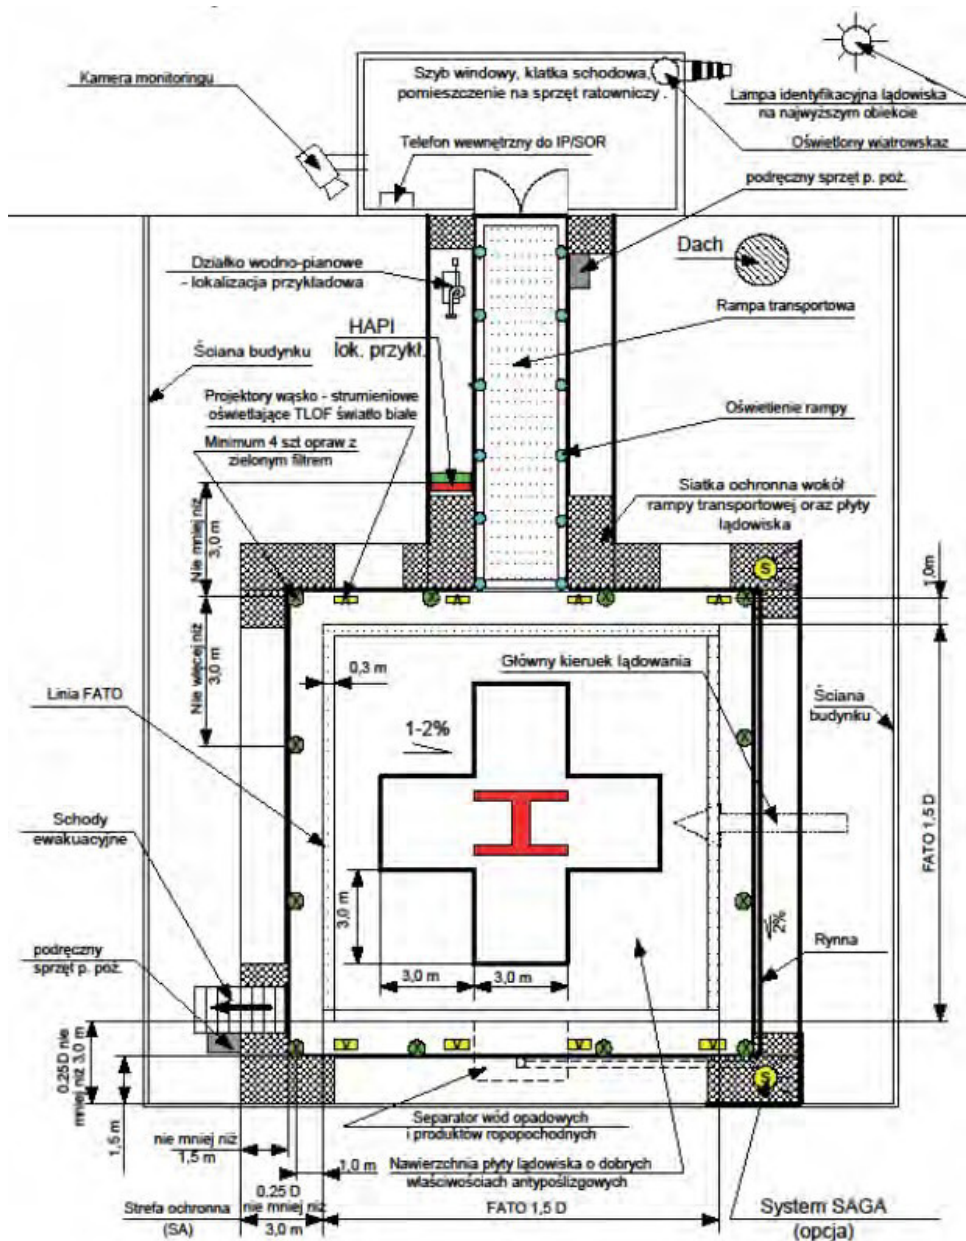 Kamera monitoringu
Szyb windowy, klatka schodowa,
pomieszczenie na sprzęt ratowniczy .
Lampa identyfikacyjna lądowiska
na najwyższym obiekcie
Oświetlony wiatrowskaz
Telefon wewnętrzny do IP/SOR
podręczny sprzęt p. poż.
Dach
Działko wodno-pianowe
- lokalizacja przykładowa
Rampa transportowa
HAPI
lok. przykł.
Ściana budynku
Projektory wąsko - strumieniowe
oświetlające TLOF światło białe
Oświetlenie rampy
Minimum 4 szt opraw z
zielonym filtrem
Siatka ochronna wokół
rampy transportowej oraz płyty
lądowiska
Nie mniej niż
3,0 m
S
1,0m
A
A
A
A
Nie więcej niż
3,0 m
0,3 m
Główny kieruek lądowania
Linia FATO
Ściana
budynku
1-2%
H
FATO 1,5 D
Schody
ewakuacyjne
3,0 m
2%
Rynna
podręczny
sprzęt p. poż.
3,0 m
3,0 m
V
V
V
V
0.25D nie
mniej niż 3,0 m
1,5 m
S
Separator wód opadowych
i produktów ropopochodnych
nie mniej niż
1,5 m
1,0 m
Nawierzchnia płyty lądowiska o dobrych
właściwościach antypoślizgowych
Strefa ochronna
(SA)
0.25 D
nie mniej niż
3,0 m
FATO 1,5 D
System SAGA
(opcja)